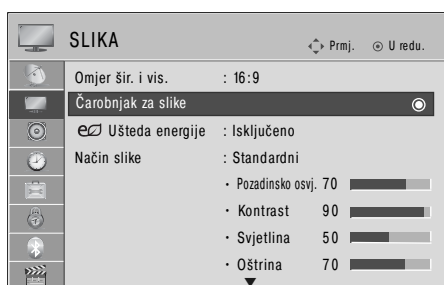 SLIKA
Prmj. U redu.
Omjer šir. i vis. : 16:9
Čarobnjak za slike
Ušteda energije : Isključeno
Način slike : Standardni
• Pozadinsko osvj. 70
• Kontrast 90
• Svjetlina 50
• Oštrina 70